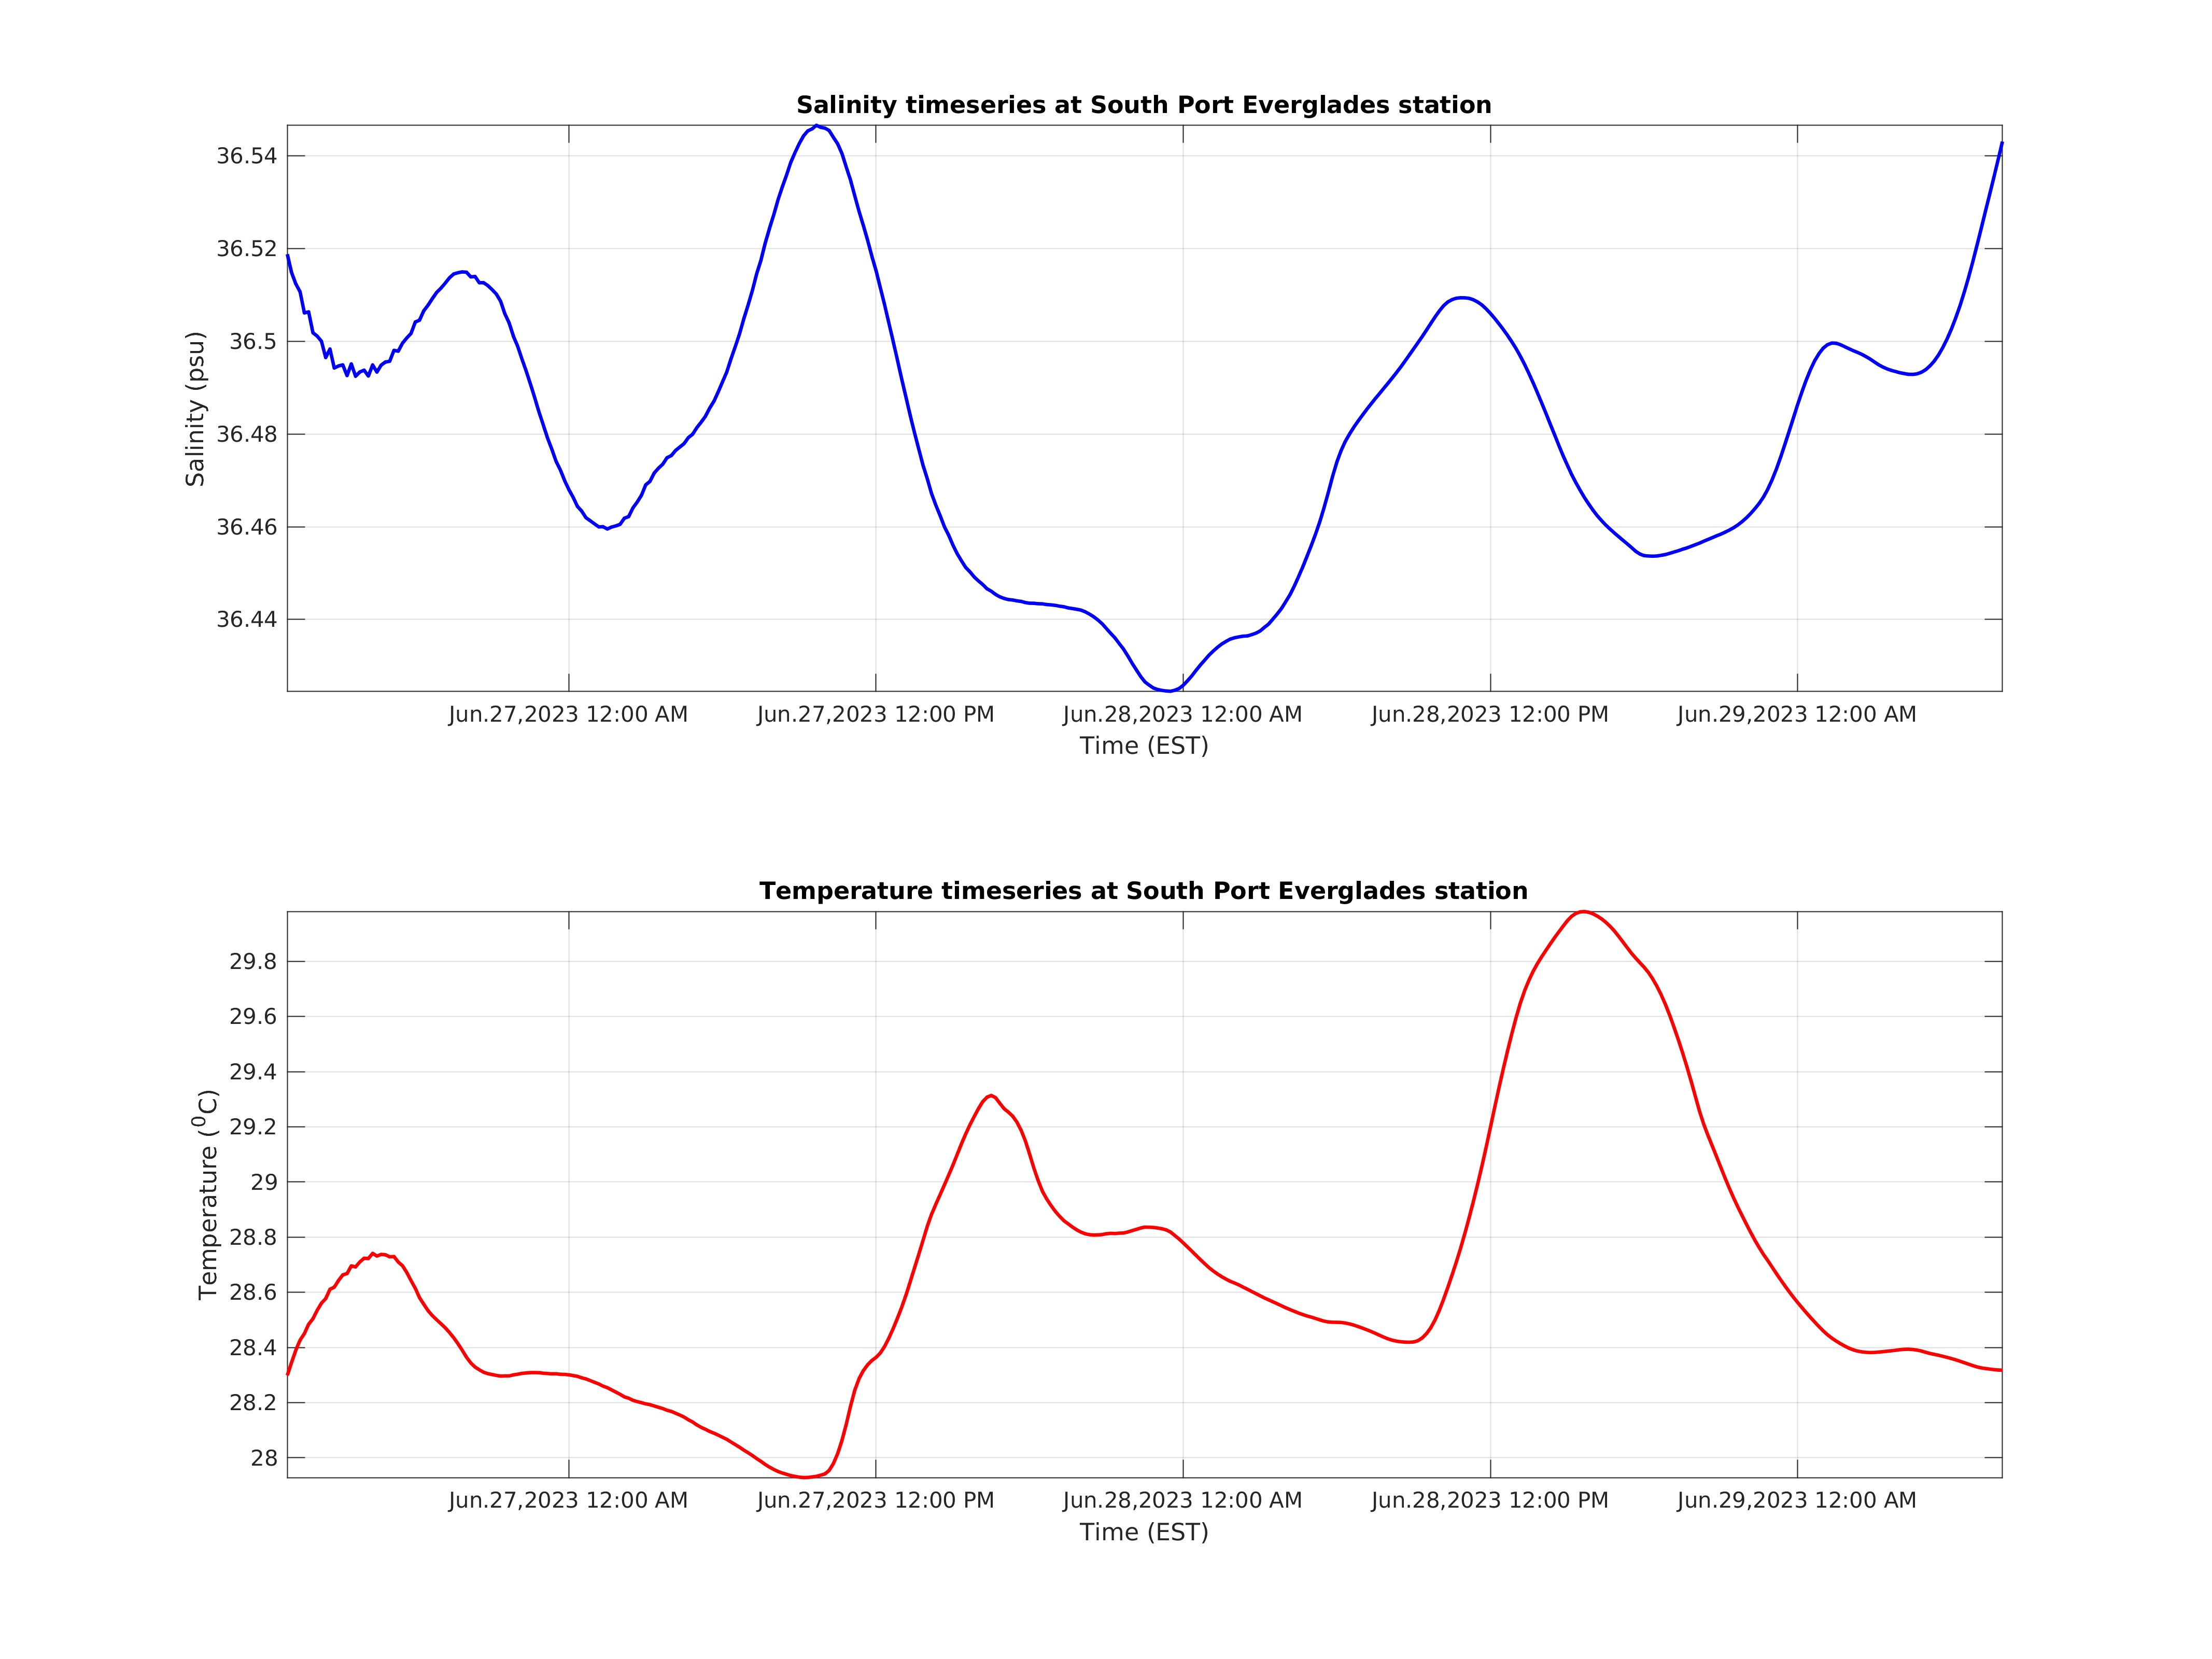 Salinity timeseries at South Port Everglades station
36.54
36.52
36.5
36.48
36.46
36.44
Salinity (psu)
Jun.27,2023 12:00 AM Jun.27,2023 12:00 PM Jun.28,2023 12:00 AM Jun.28,2023 12:00 PM Jun.29,2023 12:00 AM
Time (EST)
Temperature timeseries at South Port Everglades station
29.8
29.6
29.4
29.2
29
28.8
28.6
28.4
28.2
28
Temperature (⁰C)
Jun.27,2023 12:00 AM Jun.27,2023 12:00 PM Jun.28,2023 12:00 AM Jun.28,2023 12:00 PM Jun.29,2023 12:00 AM
Time (EST)